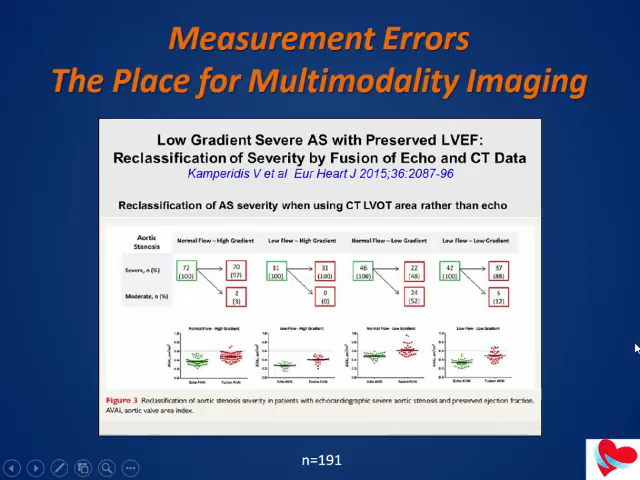 Measurement Errors
The Place for Multimodality Imaging
Low Gradient Severe AS with Preserved LVEF:
Reclassification of Severity by Fusion of Echo and CT Data
Kamperidis V et al Eur Heart J 2015;36:2087-96
Reclassification of AS severity when using CT LVOT area rather than echo
Aortic Stenosis
Normal Flow – High Gradient
Low Flow – High Gradient
Normal Flow – Low Gradient
Low Flow – Low Gradient
Severe, n (%)
72 (100)
70 (97)
31 (100)
31 (100)
46 (100)
22 (48)
42 (100)
37 (88)
Moderate, n (%)
2 (3)
0 (0)
24 (52)
5 (12)
Normal Flow - High Gradient
Low Flow - High Gradient
Normal Flow - Low Gradient
Low Flow - Low Gradient
Echo AVAi
Fusion AVAi
Echo AVAi
Fusion AVAi
Echo AVAi
Fusion AVAi
Echo AVAi
Fusion AVAi
Figure 3 Reclassification of aortic stenosis severity in patients with echocardiographic severe aortic stenosis and preserved ejection fraction.
AVAi, aortic valve area index.
n=191